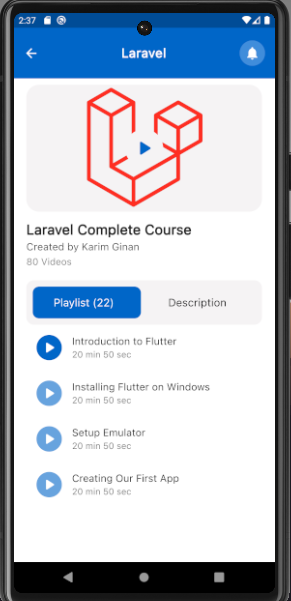 2:37
Laravel
Laravel Complete Course
Created by Karim Ginan
80 Videos
Playlist (22)
Description
Introduction to Flutter
20 min 50 sec
Installing Flutter on Windows
20 min 50 sec
Setup Emulator
20 min 50 sec
Creating Our First App
20 min 50 sec